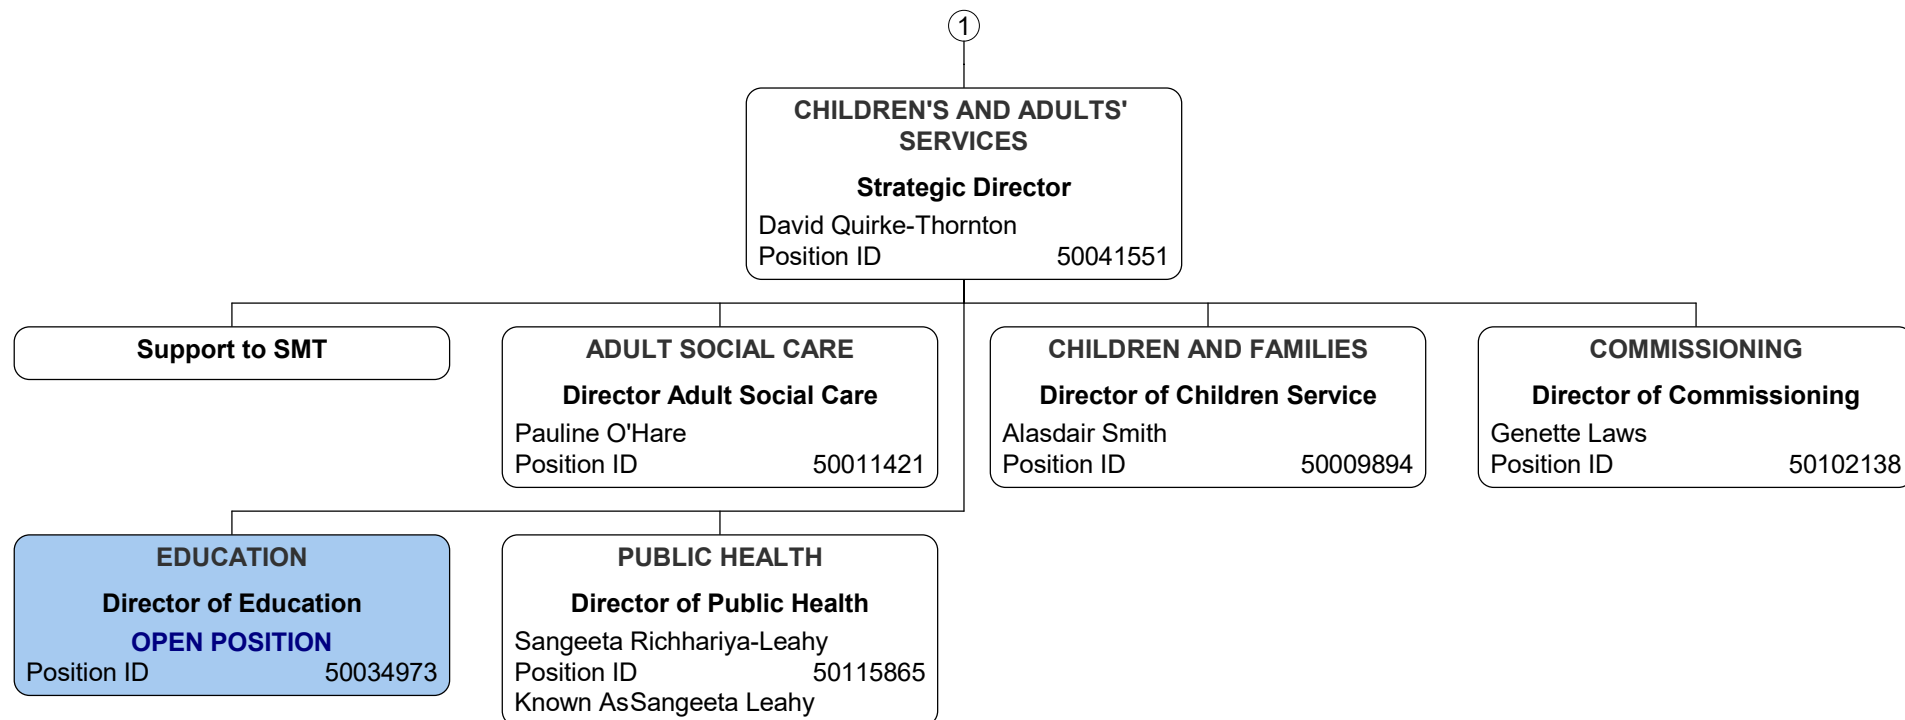 1
CHILDREN'S AND ADULTS'
SERVICES
Strategic Director
David Quirke-Thornton
Position ID 50041551
Support to SMT
ADULT SOCIAL CARE
Director Adult Social Care
Pauline O'Hare
Position ID 50011421
CHILDREN AND FAMILIES
Director of Children Service
Alasdair Smith
Position ID 50009894
COMMISSIONING
Director of Commissioning
Genette Laws
Position ID 50102138
EDUCATION
Director of Education
OPEN POSITION
Position ID 50034973
PUBLIC HEALTH
Director of Public Health
Sangeeta Richhariya-Leahy
Position ID 50115865
Known AsSangeeta Leahy